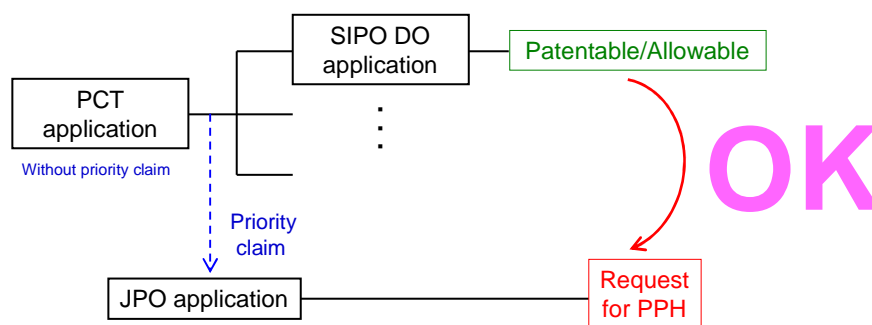 SIPO DO
application
Patentable/Allowable
PCT
application
Without priority claim
OK
Priority
claim
JPO application
Request
for PPH